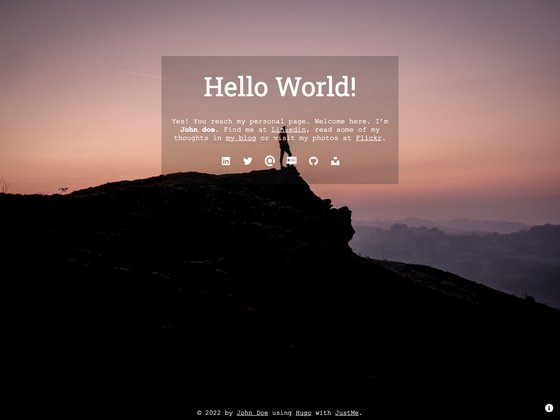 Hello World!
Yes! You reach my personal page. Welcome here. I'm
John doe. Find me at Linkedin, read some of my
thoughts in my blog or visit my photos at Flickr.
© 2022 by John Doe using Hugo with JustMe.